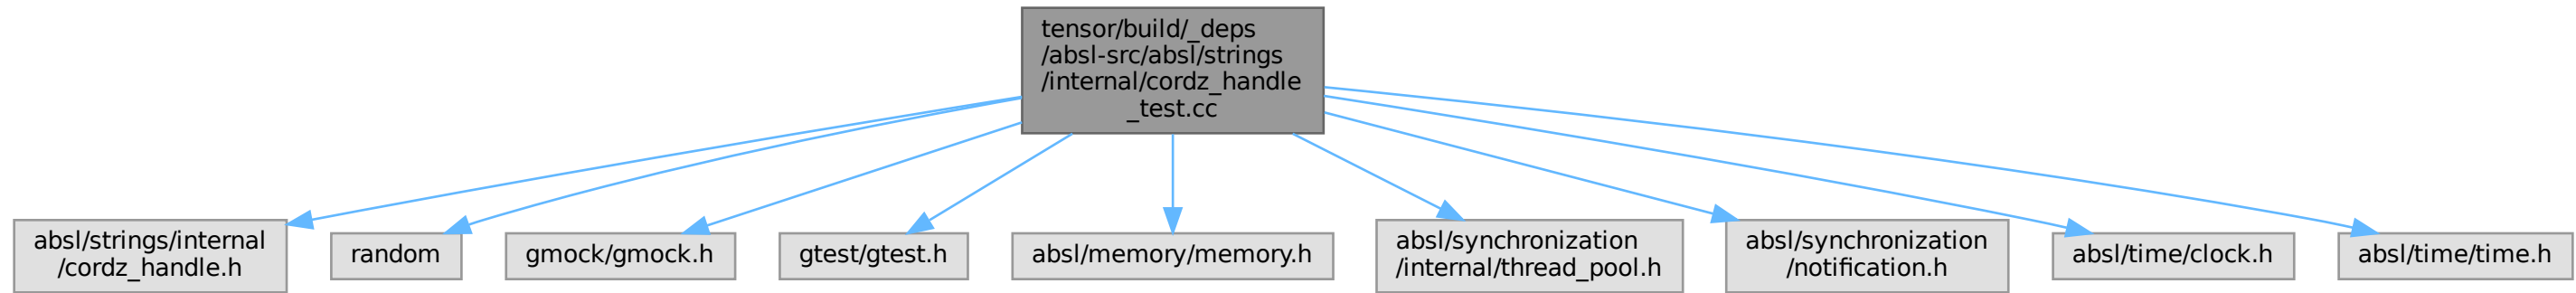 tensor/build/_deps
/absl-src/absl/strings
/internal/cordz_handle
_test.cc
absl/strings/internal
/cordz_handle.h
random
gmock/gmock.h
gtest/gtest.h
absl/memory/memory.h
absl/synchronization
/internal/thread_pool.h
absl/synchronization
/notification.h
absl/time/clock.h
absl/time/time.h